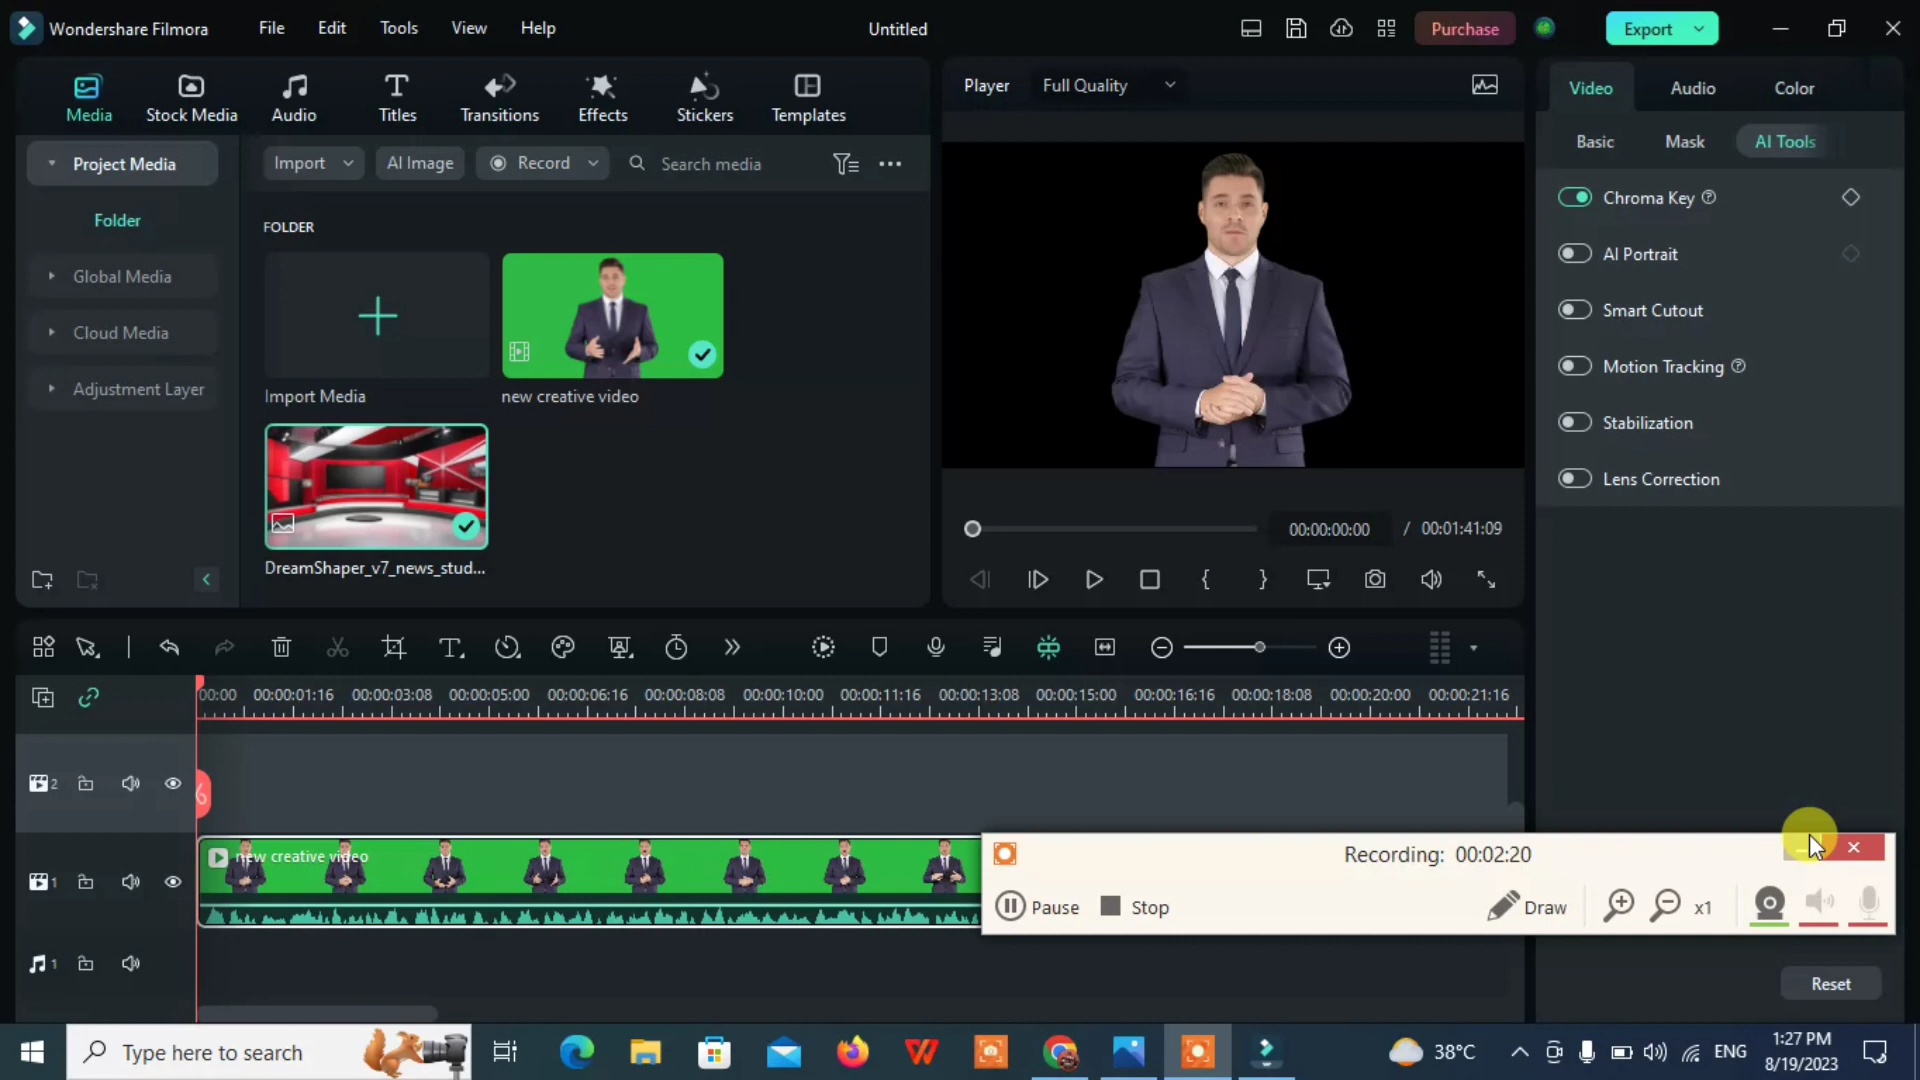 Wondershare Filmora
File Edit Tools View Help
Untitled
Purchase
Export
Media
Stock Media
Audio
Titles
Transitions
Effects
Stickers
Templates
Player
Full Quality
Video
Audio
Color
Project Media
Import
AI Image
Record
Search media
Basic
Mask
AI Tools
Folder
Global Media
Cloud Media
Adjustment Layer
FOLDER
Import Media
new creative video
DreamShaper_v7_news_stud...
Chroma Key
AI Portrait
Smart Cutout
Motion Tracking
Stabilization
Lens Correction
00:00:00:00 / 00:01:41:09
00:00 00:00:01:16 00:00:03:08 00:00:05:00 00:00:06:16 00:00:08:08 00:00:10:00 00:00:11:16 00:00:13:08 00:00:15:00 00:00:16:16 00:00:18:08 00:00:20:00 00:00:21:16
2
1
new creative video
1
Recording: 00:02:20
Pause
Stop
Draw
x1
Reset
Type here to search
38°C
ENG
1:27 PM
8/19/2023